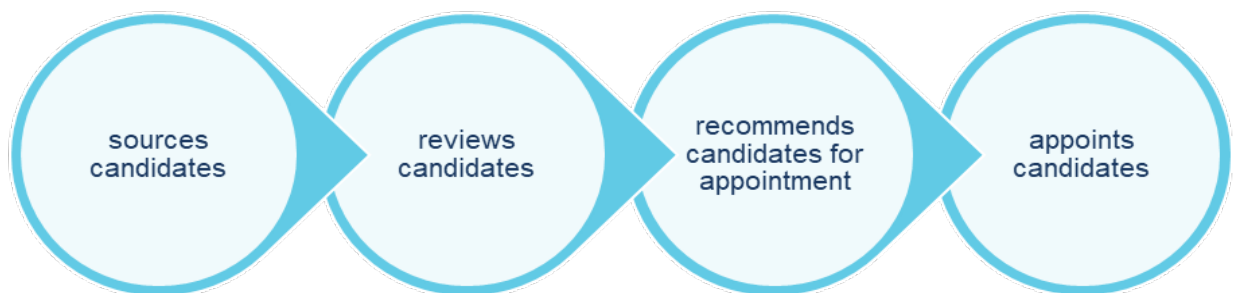 sources
candidates
reviews
candidates
recommends
candidates for
appointment
appoints
candidates